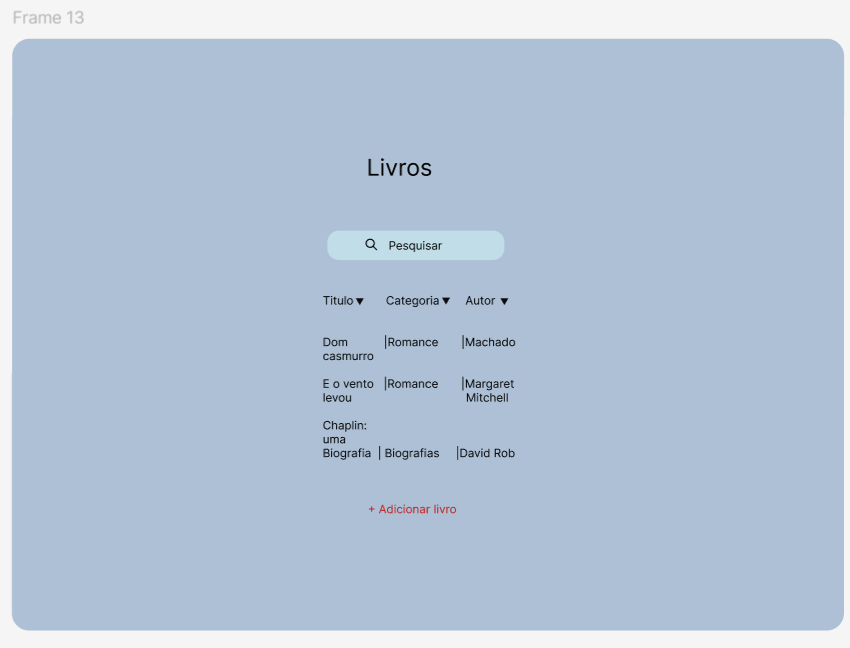 Frame 13
Livros
Pesquisar
Titulo▼ Categoria▼ Autor ▼
Dom |Romance |Machado
casmurro
E o vento |Romance |Margaret
levou Mitchell
Chaplin:
uma
Biografia | Biografias |David Rob
+ Adicionar livro